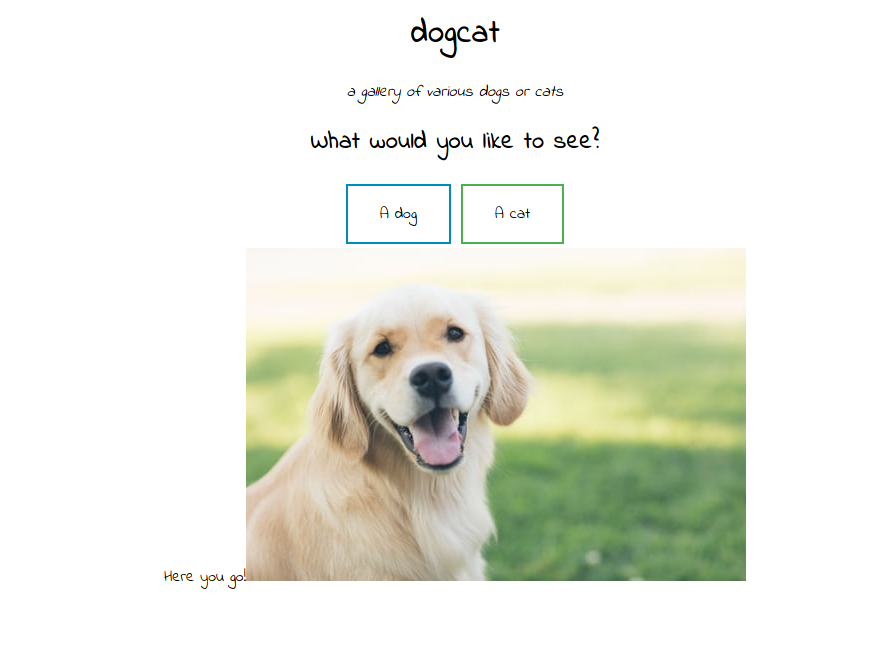 dogcat
a gallery of various dogs or cats
What would you like to see?
A dog
A cat
Here you go!